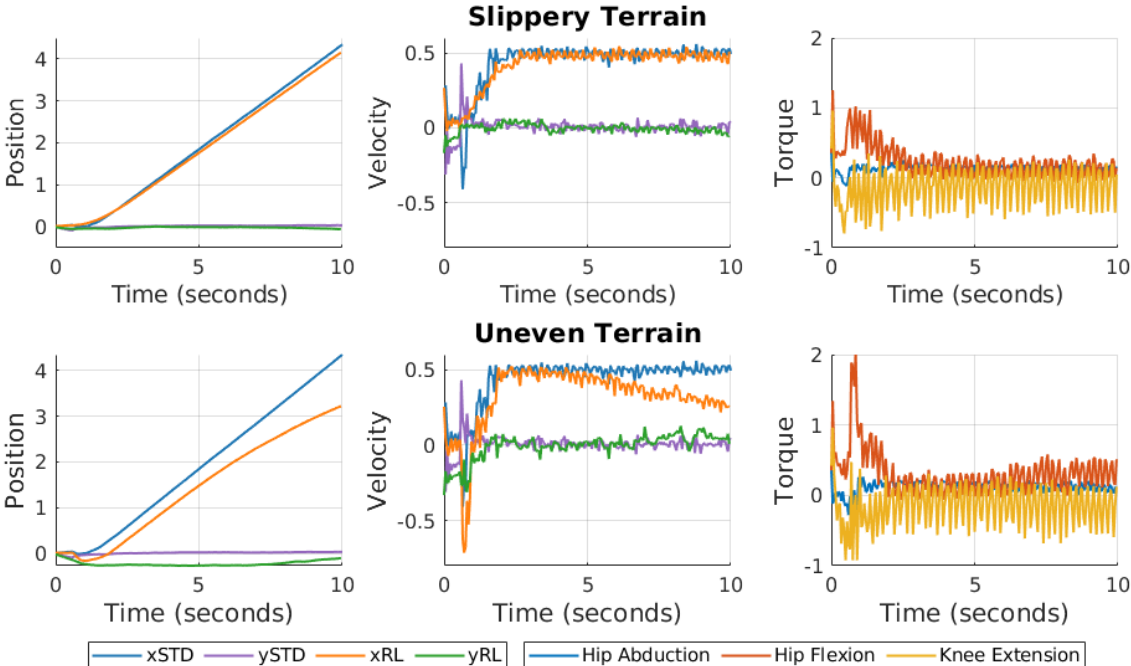 Slippery Terrain
4
3
2
1
0
0
5
10
Position
Time (seconds)
0.5
0
-0.5
0
5
10
Velocity
Time (seconds)
2
1
0
-1
0
5
10
Torque
Time (seconds)
Uneven Terrain
4
3
2
1
0
0
5
10
Position
Time (seconds)
0.5
0
-0.5
0
5
10
Velocity
Time (seconds)
2
1
0
-1
0
5
10
Torque
Time (seconds)
xSTD ySTD xRL yRL
Hip Abduction Hip Flexion Knee Extension